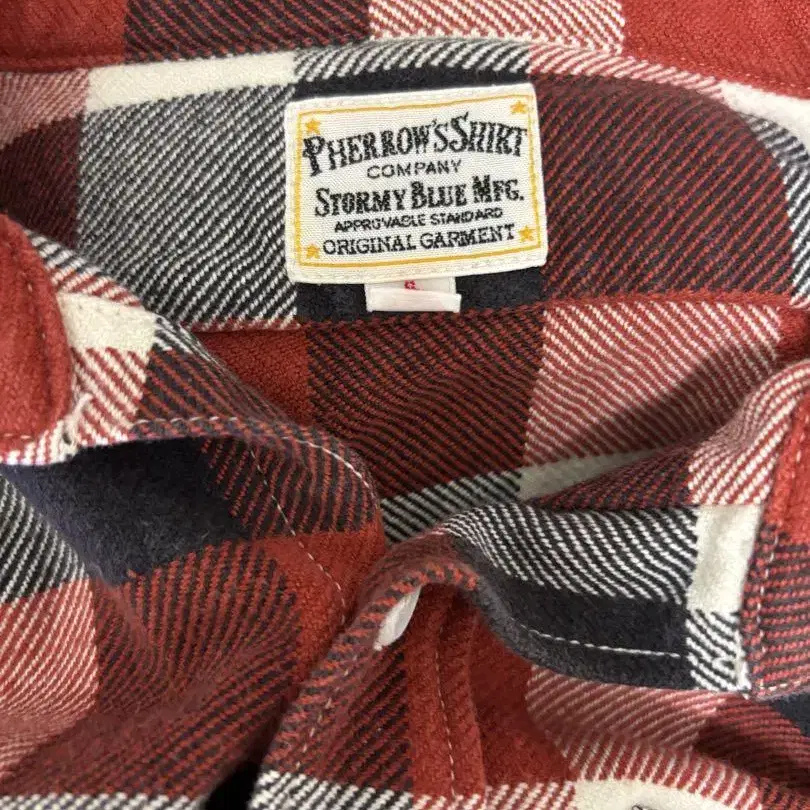 PHERROW'S SHIRT
COMPANY
STORMY BLUE MFG.
APPROVABLE STANDARD
ORIGINAL GARMENT